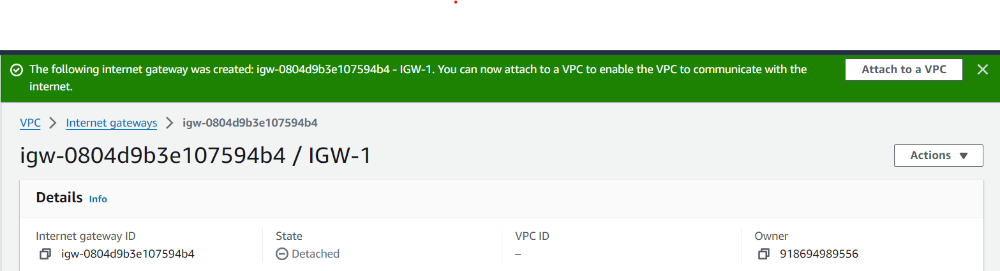 The following internet gateway was created: igw-0804d9b3e107594b4 - IGW-1. You can now attach to a VPC to enable the VPC to communicate with the
internet.
Attach to a VPC
VPC > Internet gateways > igw-0804d9b3e107594b4
igw-0804d9b3e107594b4 / IGW-1
Actions
Details Info
Internet gateway ID
igw-0804d9b3e107594b4
State
Detached
VPC ID
–
Owner
918694989556